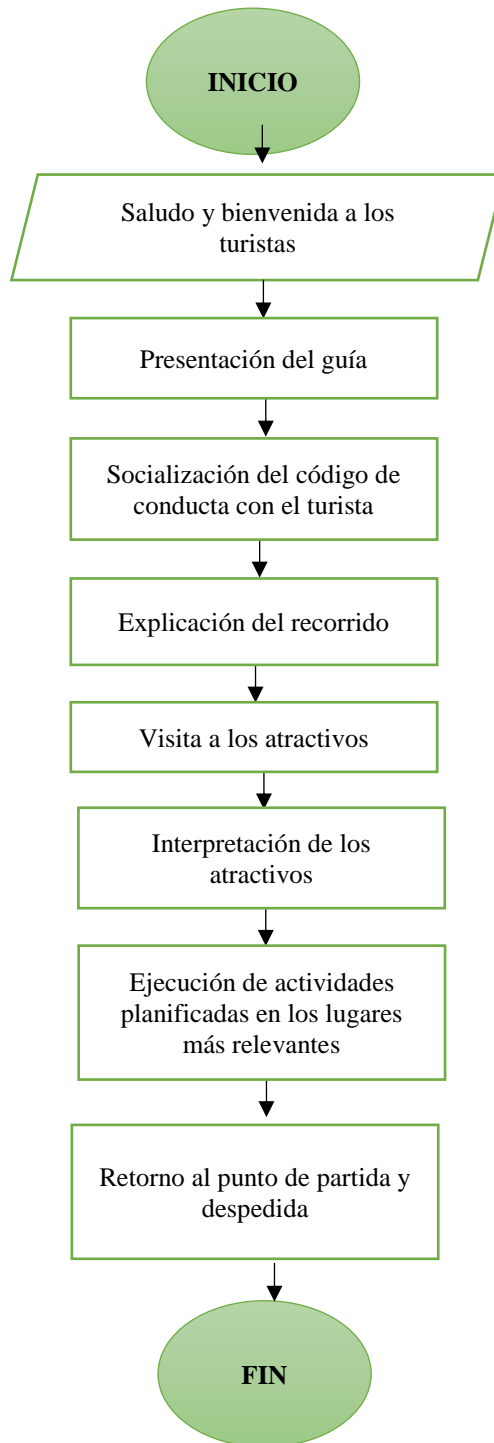 INICIO
Saludo y bienvenida a los
turistas
Presentación del guía
Socialización del código de
conducta con el turista
Explicación del recorrido
Visita a los atractivos
Interpretación de los
atractivos
Ejecución de actividades
planificadas en los lugares
más relevantes
Retorno al punto de partida y
despedida
FIN